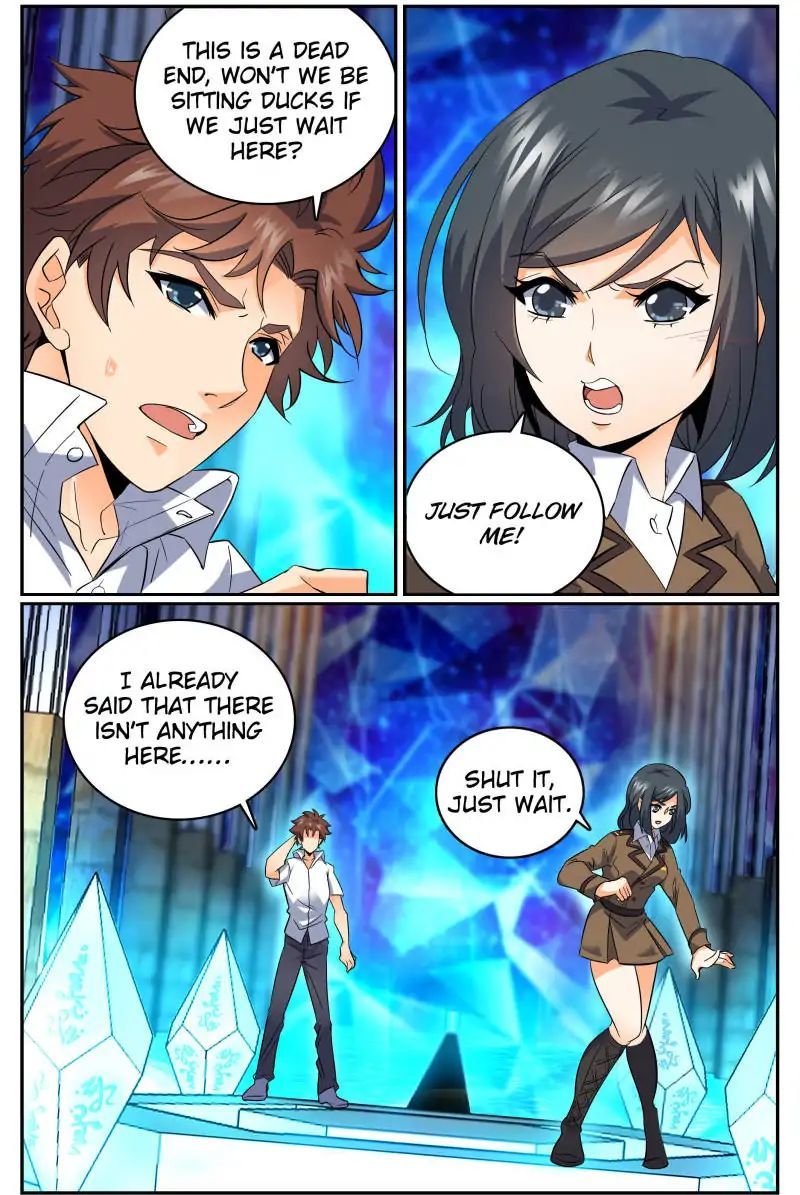 THIS IS A DEAD
END, WON'T WE BE
SITTING DUCKS IF
WE JUST WAIT
HERE?
JUST FOLLOW
ME!
I ALREADY
SAID THAT THERE
ISN'T ANYTHING
HERE......
SHUT IT,
JUST WAIT.